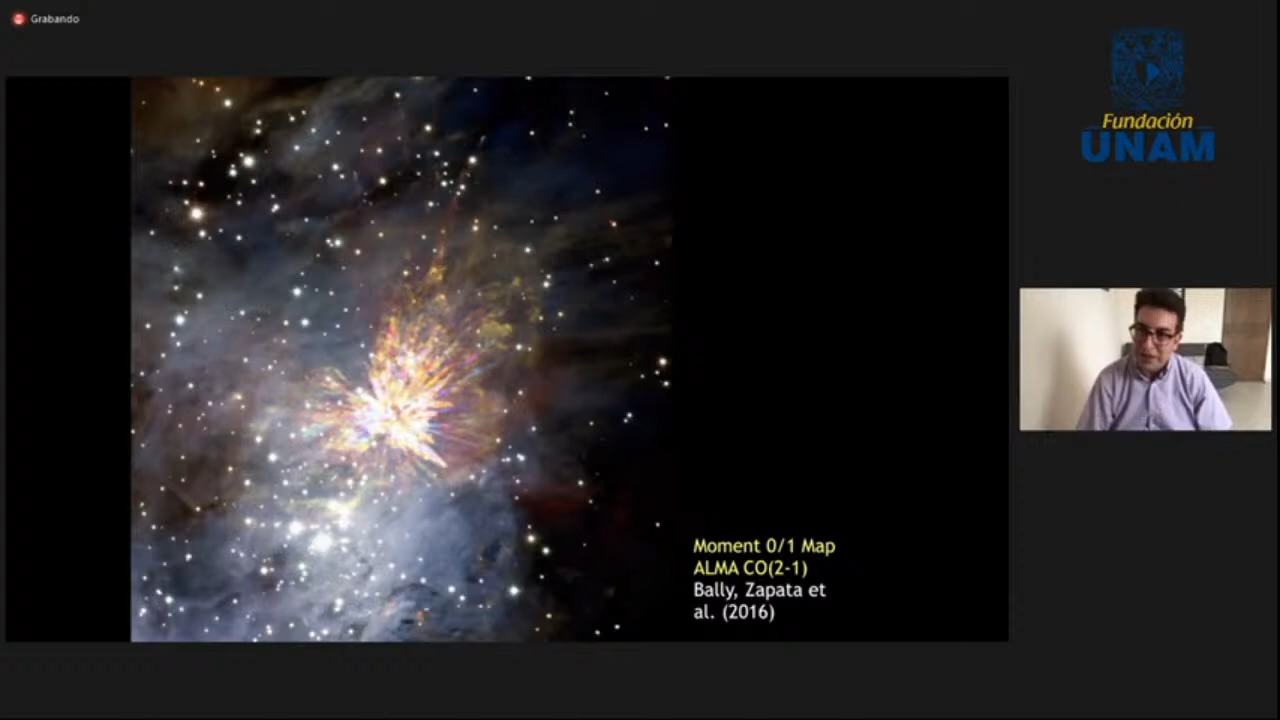 Grabando
Fundación
UNAM
Moment 0/1 Map
ALMA CO(2-1)
Bally, Zapata et
al. (2016)